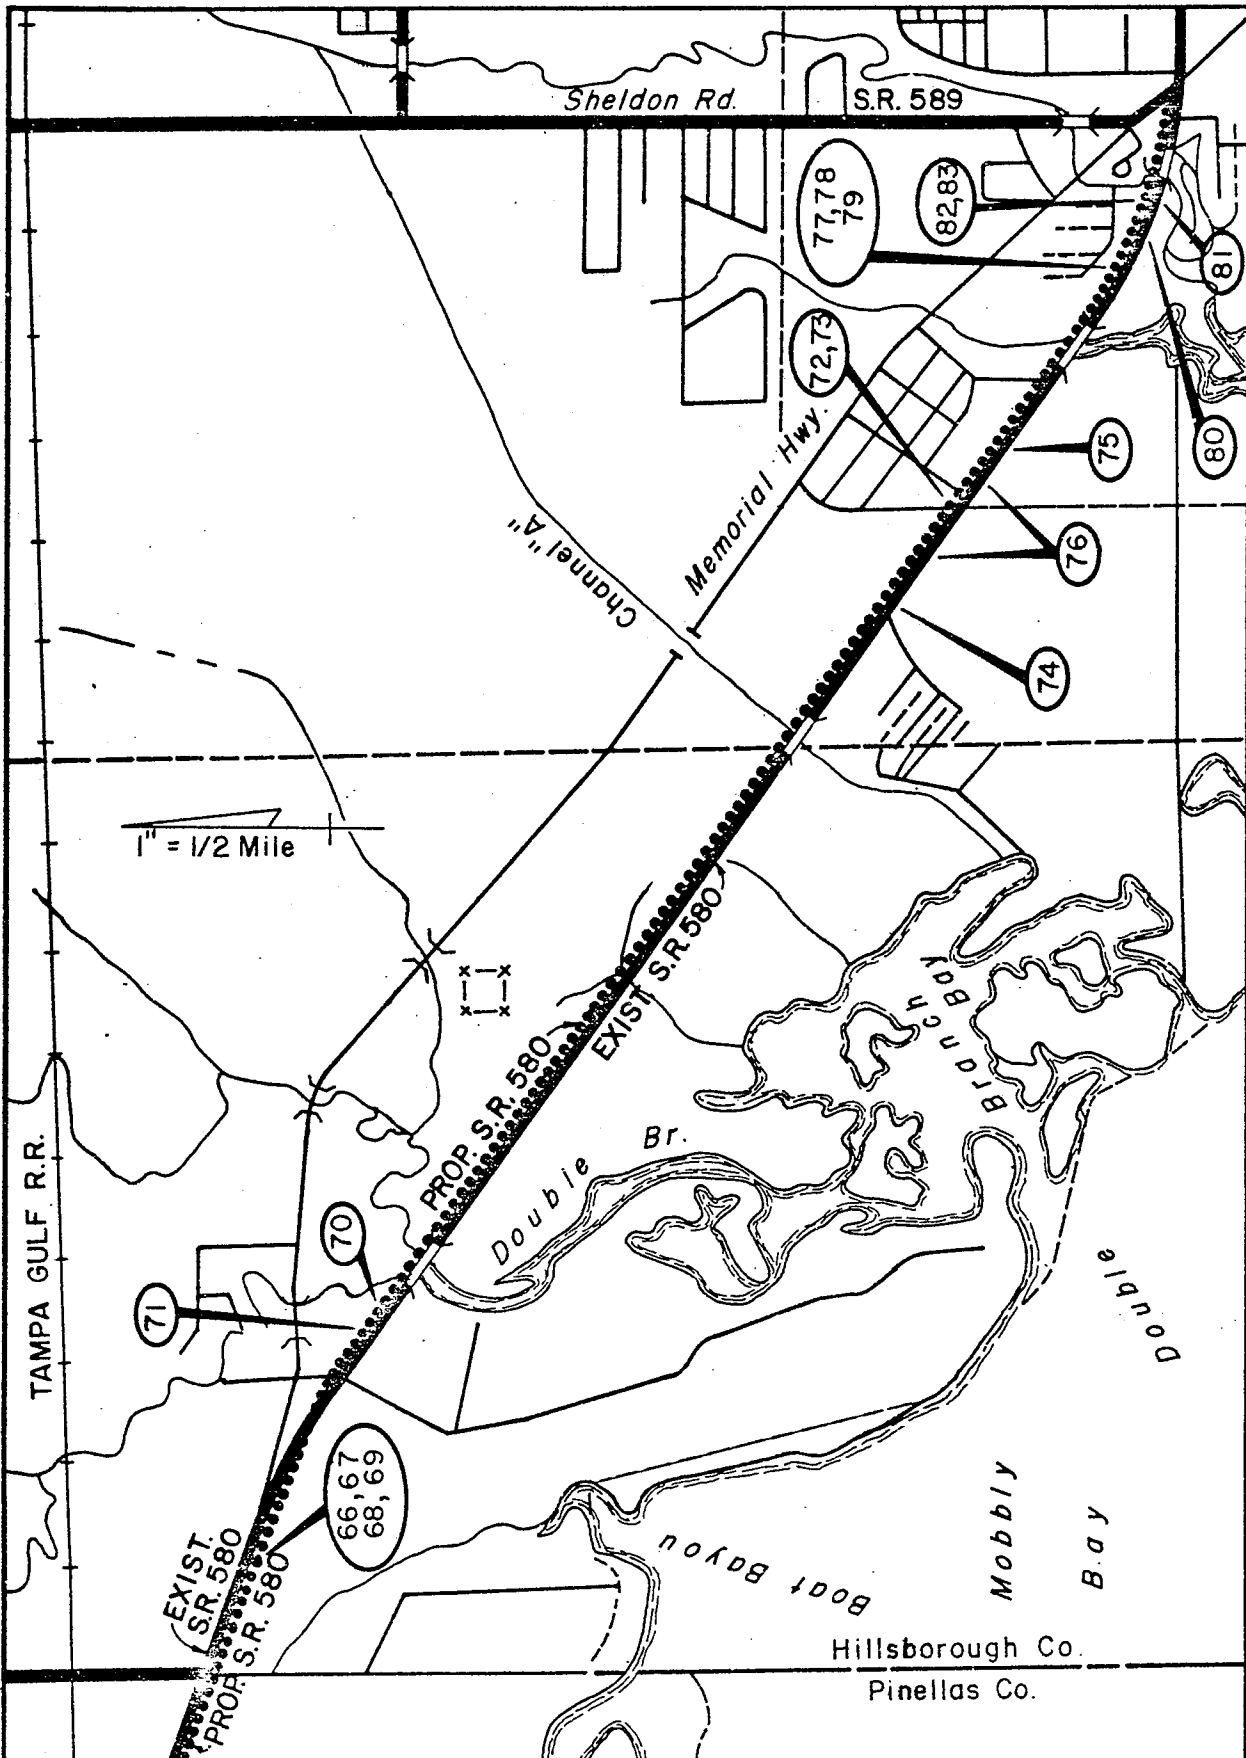 Sheldon Rd.
S.R. 589
77,78
79
82,83
81
72,73
80
75
Memorial Hwy.
76
Channel "A"
74
1" = 1/2 Mile
EXIST. S.R. 580
PROP. S.R. 580
Branch Bay
Double Br.
TAMPA GULF R.R.
70
71
Double
66,67
68,69
Mobbly
Bay
Boat Bayou
EXIST.
S.R. 580
PROP. S.R. 580
Hillsborough Co.
Pinellas Co.